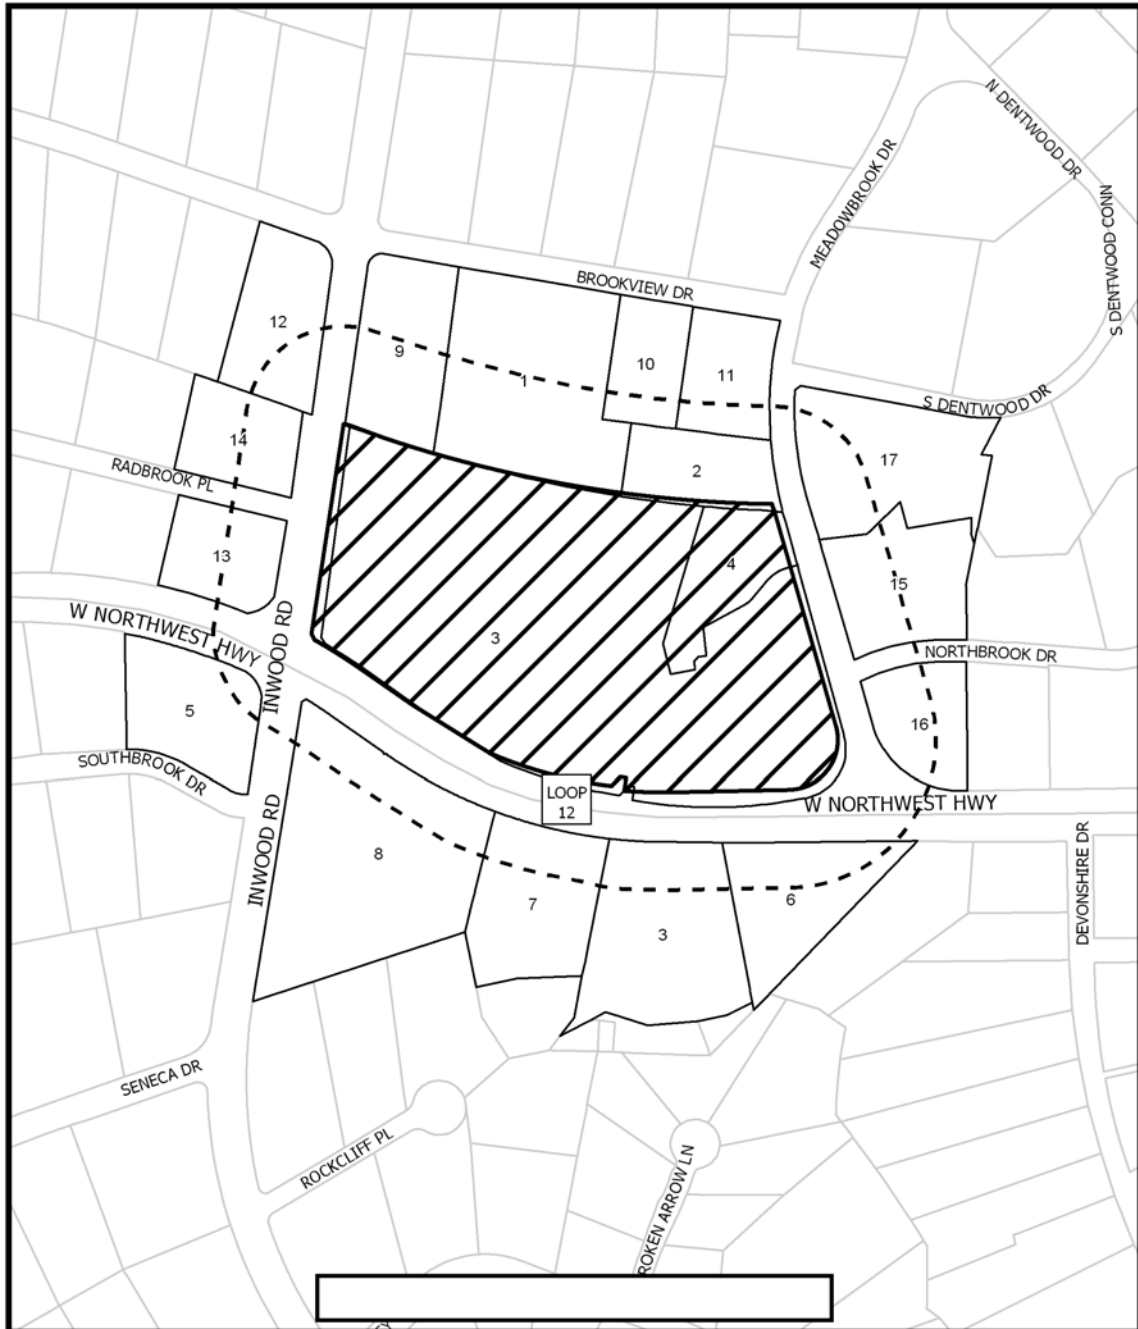 N DENTWOOD DR
MEADOWBROOK DR
S DENTWOOD CONN
BROOKVIEW DR
12
9
1
10
11
S DENTWOOD DR
14
RADBROOK PL
2
17
13
4
15
W NORTHWEST HWY
INWOOD RD
3
NORTHBROOK DR
5
16
SOUTHBROOK DR
LOOP
12
W NORTHWEST HWY
INWOOD RD
8
7
3
6
DEVONSHIRE DR
SENECA DR
ROCKCLIFF PL
ROKEN ARROW LN